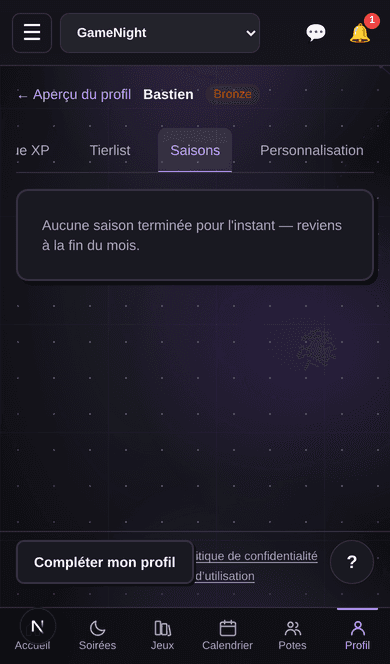 GameNight
1
← Aperçu du profil Bastien Bronze
XP Tierlist Saisons Personnalisation
Aucune saison terminée pour l'instant — reviens
à la fin du mois.
Compléter mon profil
itique de confidentialité
d'utilisation
?
N
Accueil Soirées Jeux Calendrier Potes Profil